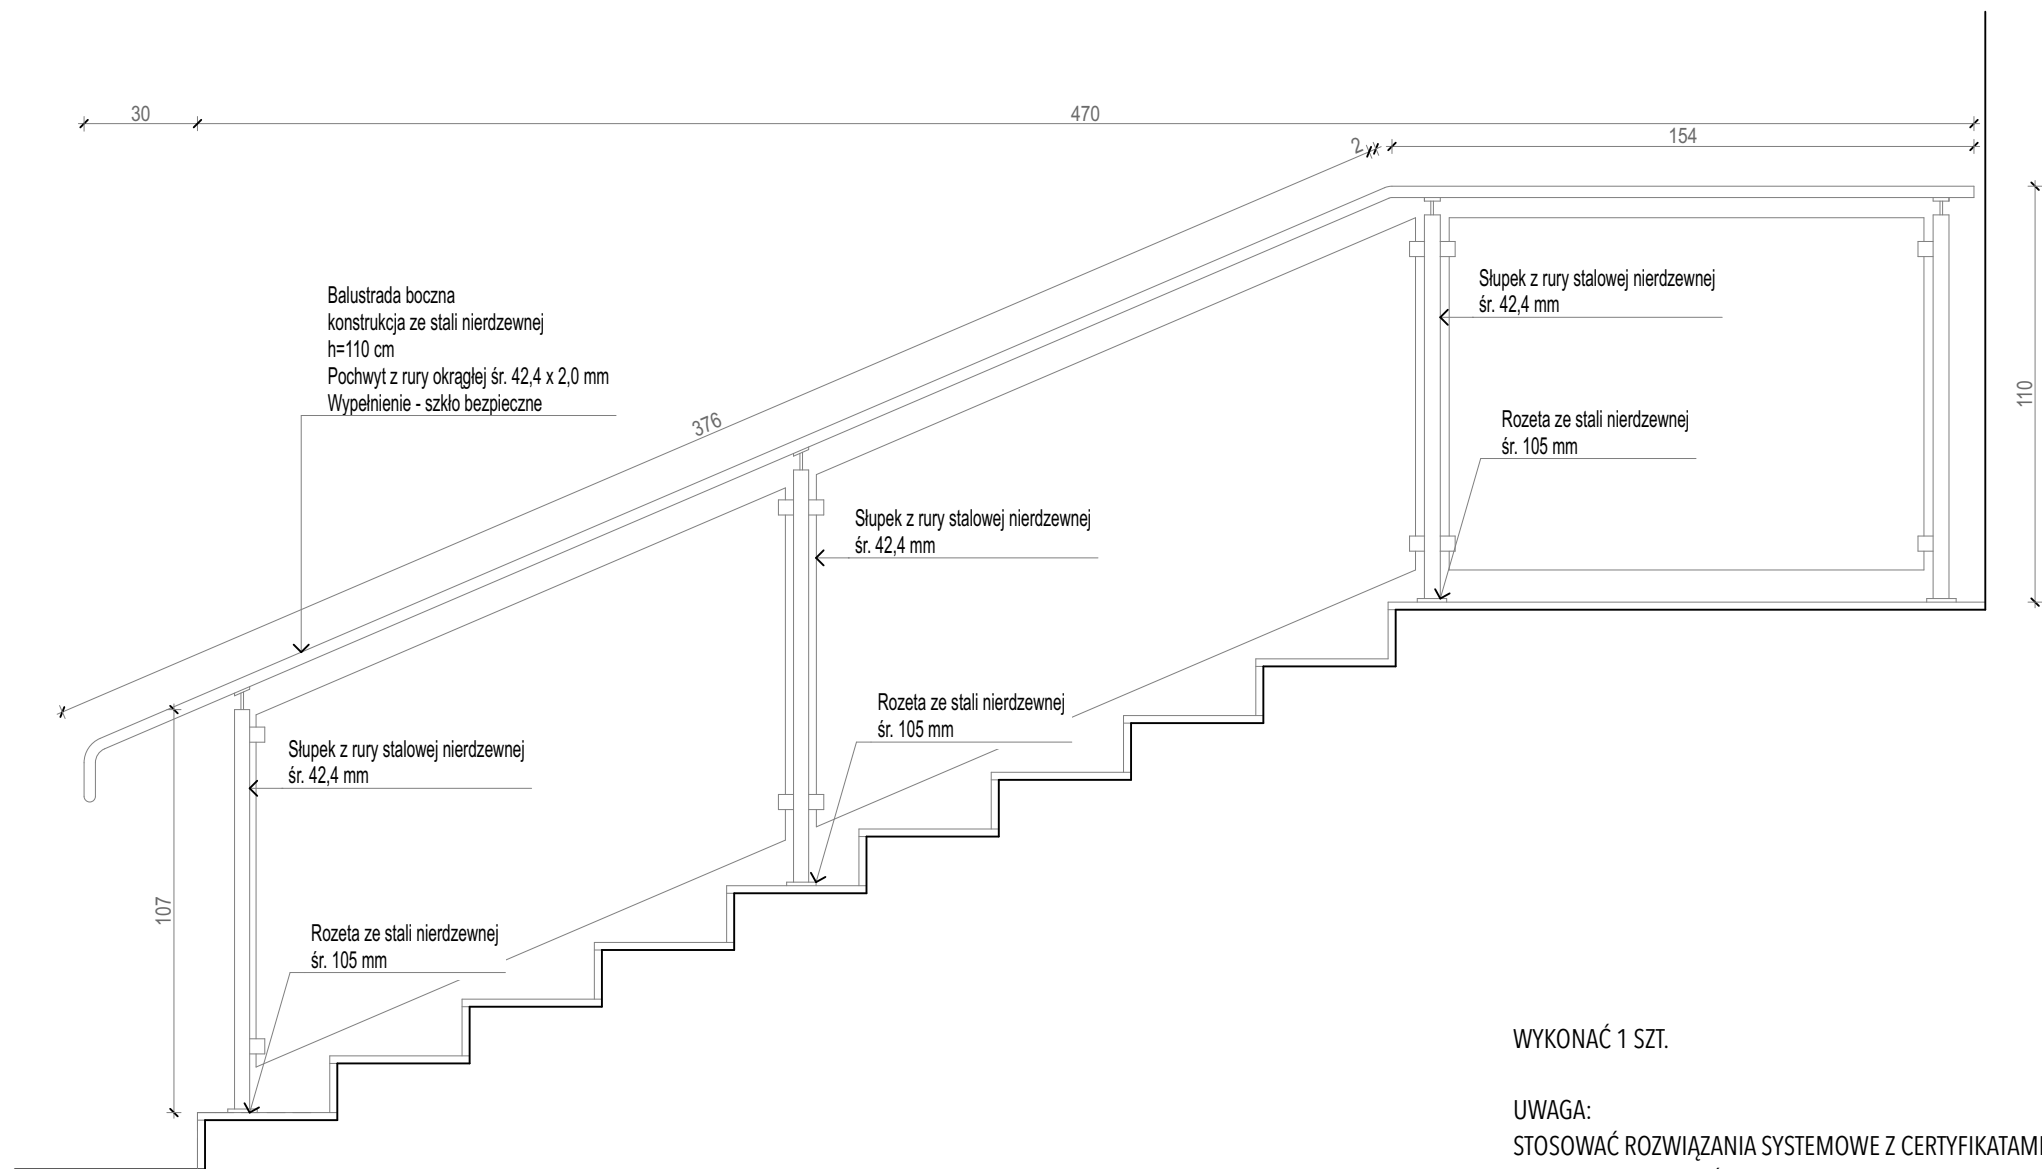 30
470
154
2
Balustrada boczna
konstrukcja ze stali nierdzewnej
h=110 cm
Pochwyt z rury okrągłej śr. 42,4 x 2,0 mm
Wypełnienie - szkło bezpieczne
Słupek z rury stalowej nierdzewnej
śr. 42,4 mm
110
376
Rozeta ze stali nierdzewnej
śr. 105 mm
Słupek z rury stalowej nierdzewnej
śr. 42,4 mm
Rozeta ze stali nierdzewnej
śr. 105 mm
Słupek z rury stalowej nierdzewnej
śr. 42,4 mm
107
Rozeta ze stali nierdzewnej
śr. 105 mm
WYKONAĆ 1 SZT.
UWAGA:
STOSOWAĆ ROZWIĄZANIA SYSTEMOWE Z CERTYFIKATAMI